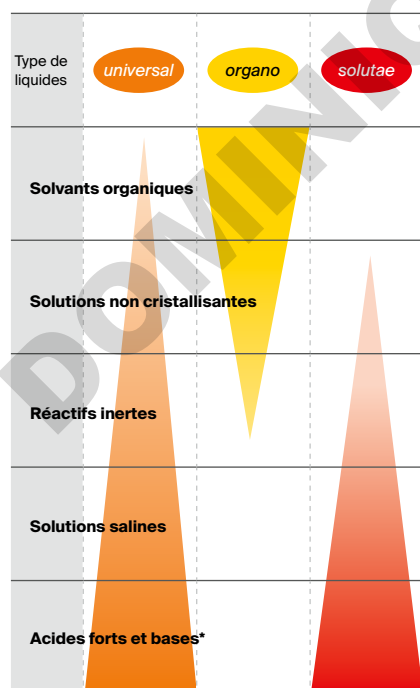 Type de
liquides
universal
organo
solutae
Solvants organiques
Solutions non cristallisantes
Réactifs inertes
Solutions salines
Acides forts et bases*
DOMINI